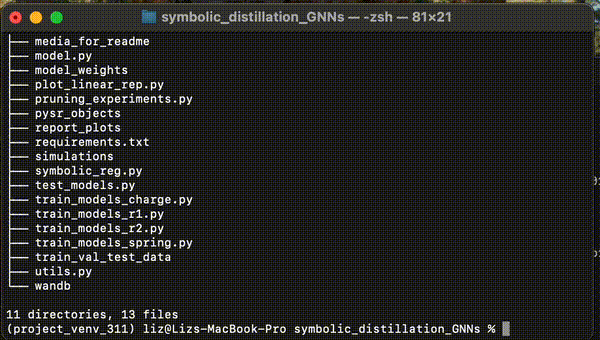 symbolic_distillation_GNNs — -zsh — 81×21
├── media_for_readme
├── model.py
├── model_weights
├── plot_linear_rep.py
├── pruning_experiments.py
├── pysr_objects
├── report_plots
├── requirements.txt
├── simulations
├── symbolic_reg.py
├── test_models.py
├── train_models_charge.py
├── train_models_r1.py
├── train_models_r2.py
├── train_models_spring.py
├── train_val_test_data
├── utils.py
└── wandb
11 directories, 13 files
(project_venv_311) liz@Lizs-MacBook-Pro symbolic_distillation_GNNs %